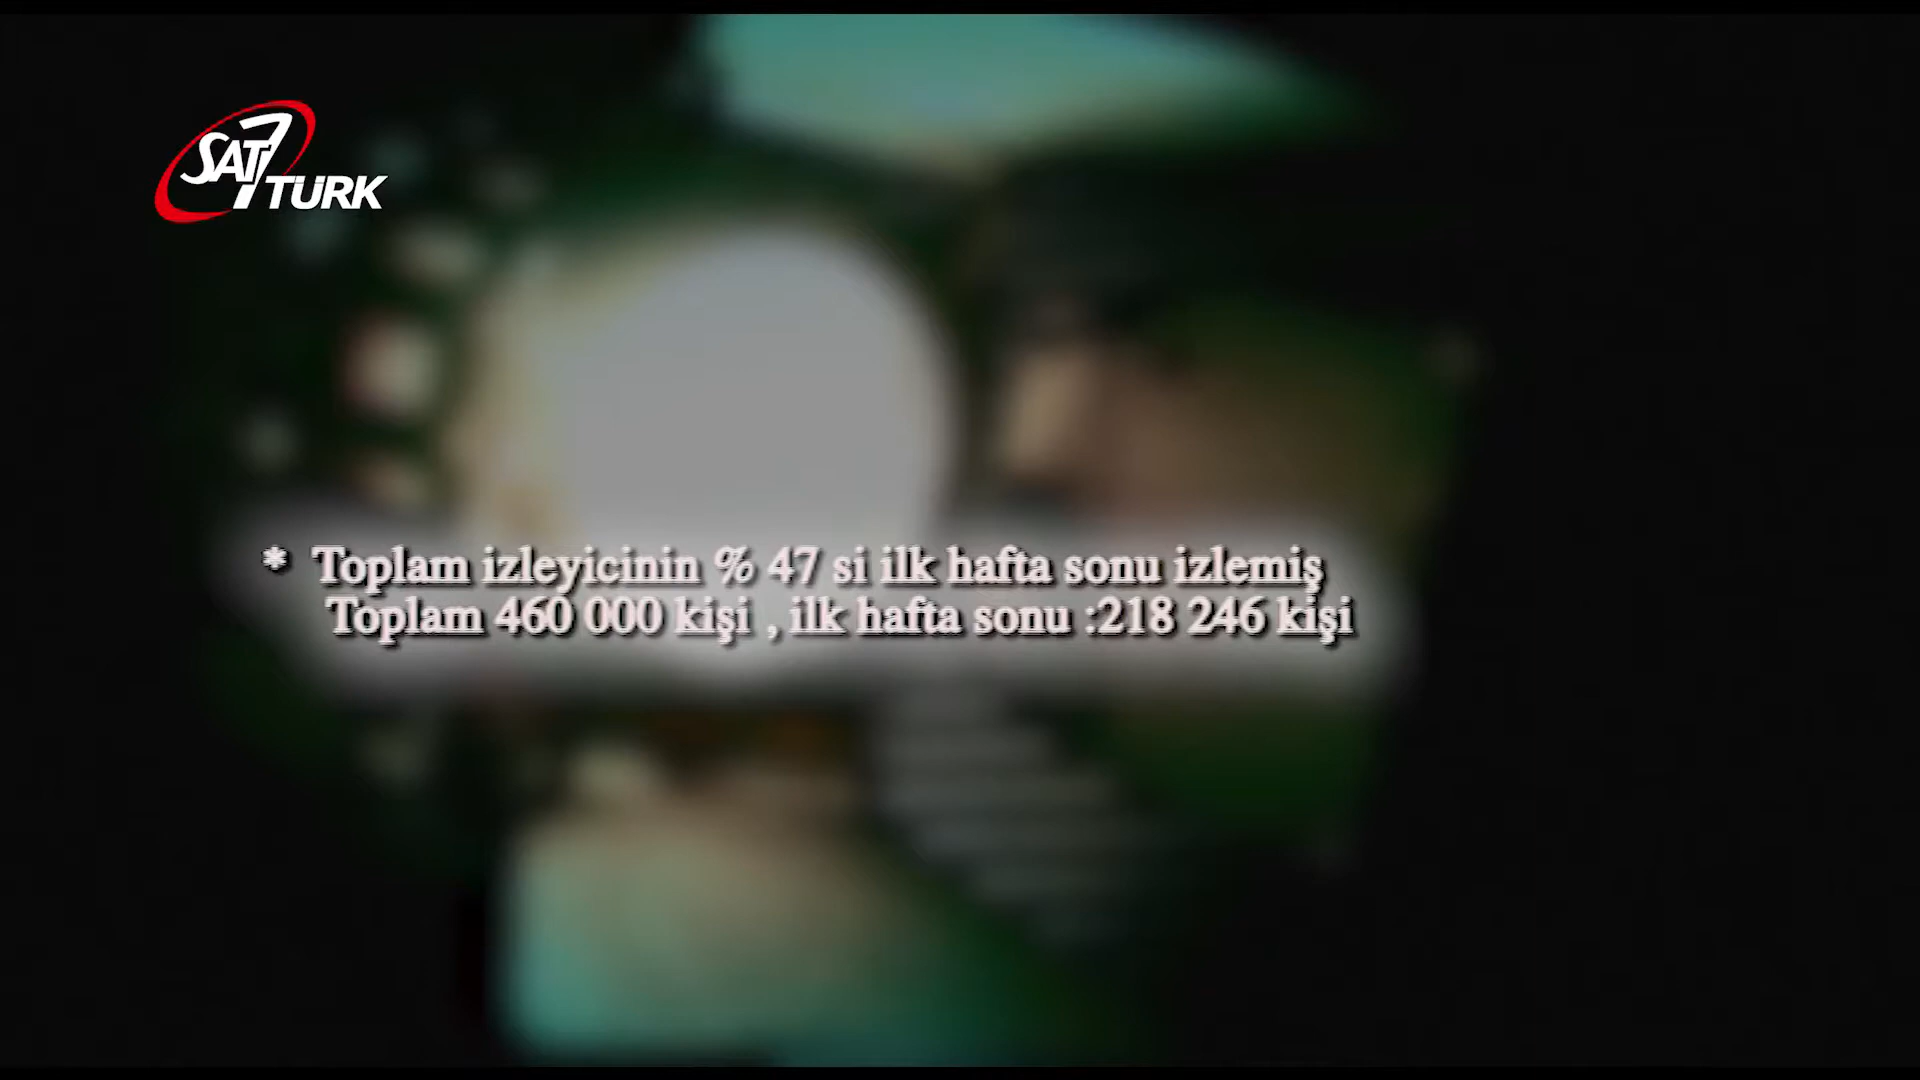 SAT7
TÜRK
* Toplam izleyicinin % 47 si ilk hafta sonu izlemiş
Toplam 460 000 kişi , ilk hafta sonu :218 246 kişi